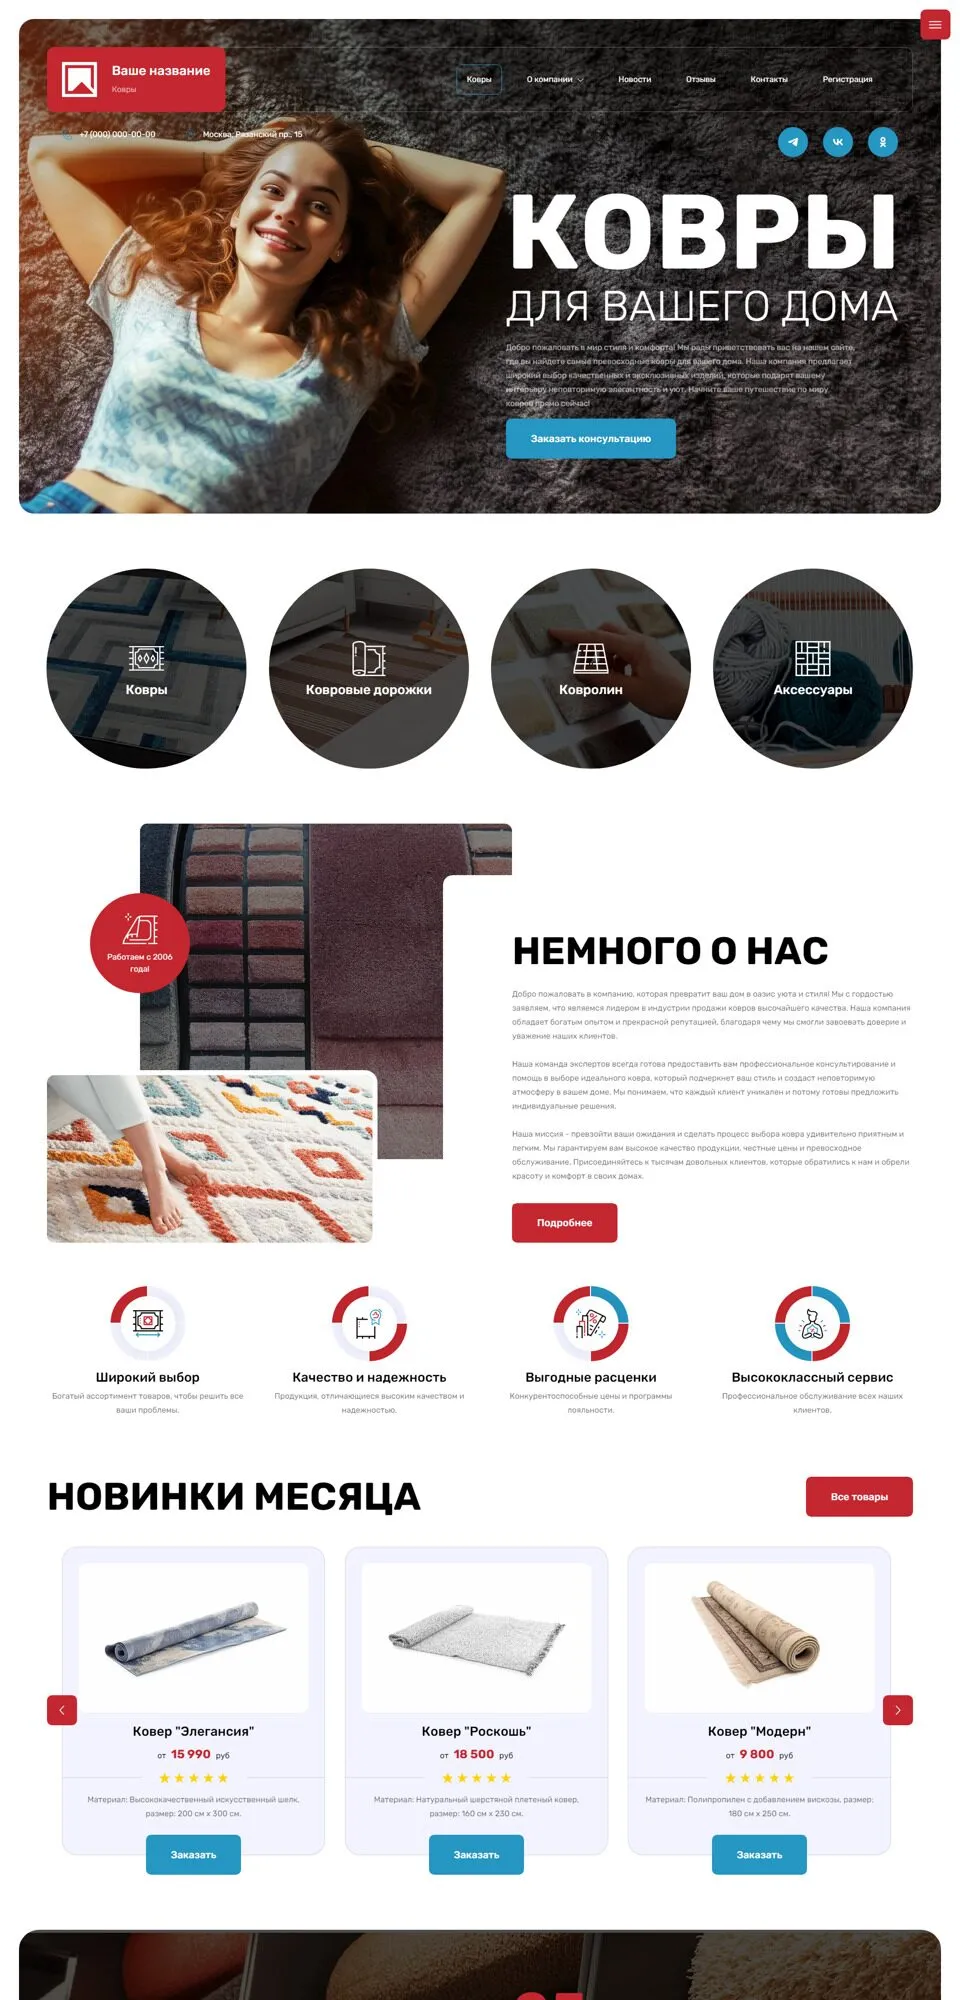 Ваше название
Ковры
Ковры
О компании
Новости
Отзывы
Контакты
Регистрация
+7 (000) 000-00-00
Москва, Рязанский пр., 15
КОВРЫ
ДЛЯ ВАШЕГО ДОМА
Добро пожаловать в мир стиля и комфорта! Мы рады приветствовать вас на нашем сайте,
где вы найдете самые превосходные ковры для вашего дома. Наша компания предлагает
широкий выбор качественных и эксклюзивных изделий, которые подарят вашему
интерьеру неповторимую элегантность и уют. Начните ваше путешествие по миру
ковров прямо сейчас!
Заказать консультацию
Ковры
Ковровые дорожки
Ковролин
Аксессуары
Работаем с 2006
года!
НЕМНОГО О НАС
Добро пожаловать в компанию, которая превратит ваш дом в оазис уюта и стиля! Мы с гордостью
заявляем, что являемся лидером в индустрии продажи ковров высочайшего качества. Наша компания
обладает богатым опытом и прекрасной репутацией, благодаря чему мы смогли завоевать доверие и
уважение наших клиентов.
Наша команда экспертов всегда готова предоставить вам профессиональное консультирование и
помощь в выборе идеального ковра, который подчеркнет ваш стиль и создаст неповторимую
атмосферу в вашем доме. Мы понимаем, что каждый клиент уникален и потому готовы предложить
индивидуальные решения.
Наша миссия - превзойти ваши ожидания и сделать процесс выбора ковра удивительно приятным и
легким. Мы гарантируем вам высокое качество продукции, честные цены и превосходное
обслуживание. Присоединяйтесь к тысячам довольных клиентов, которые обратились к нам и обрели
красоту и комфорт в своих домах.
Подробнее
Широкий выбор
Богатый ассортимент товаров, чтобы решить все
ваши проблемы.
Качество и надежность
Продукция, отличающиеся высоким качеством и
надежностью.
Выгодные расценки
Конкурентоспособные цены и программы
лояльности.
Высококлассный сервис
Профессиональное обслуживание всех наших
клиентов.
НОВИНКИ МЕСЯЦА
Все товары
Ковер "Элегансия"
от 15 990 руб
Материал: Высококачественный искусственный шелк,
размер: 200 см x 300 см.
Заказать
Ковер "Роскошь"
от 18 500 руб
Материал: Натуральный шерстяной плетеный ковер,
размер: 160 см x 230 см.
Заказать
Ковер "Модерн"
от 9 800 руб
Материал: Полипропилен с добавлением вискозы, размер:
180 см x 250 см.
Заказать